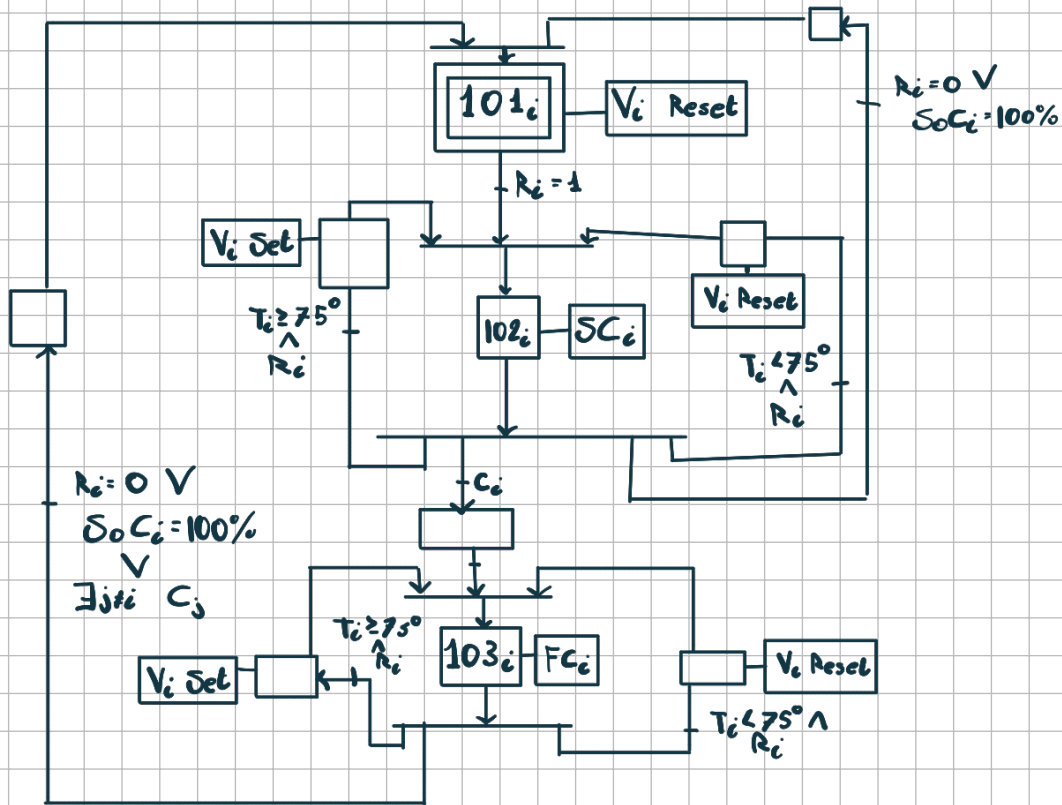 101ᵢ
Vᵢ Reset
Rᵢ = 0 V
SoCᵢ = 100%
Rᵢ = 1
Vᵢ Set
Tᵢ ≥ 75°
∧
Rᵢ
102ᵢ
SCᵢ
Vᵢ Reset
Tᵢ < 75°
∧
Rᵢ
Rᵢ = 0 V
SoCᵢ = 100%
V
∃j≠i Cⱼ
Cᵢ
Tᵢ ≥ 75°
∧
Rᵢ
Vᵢ Set
103ᵢ
FCᵢ
Vᵢ Reset
Tᵢ < 75° ∧
Rᵢ